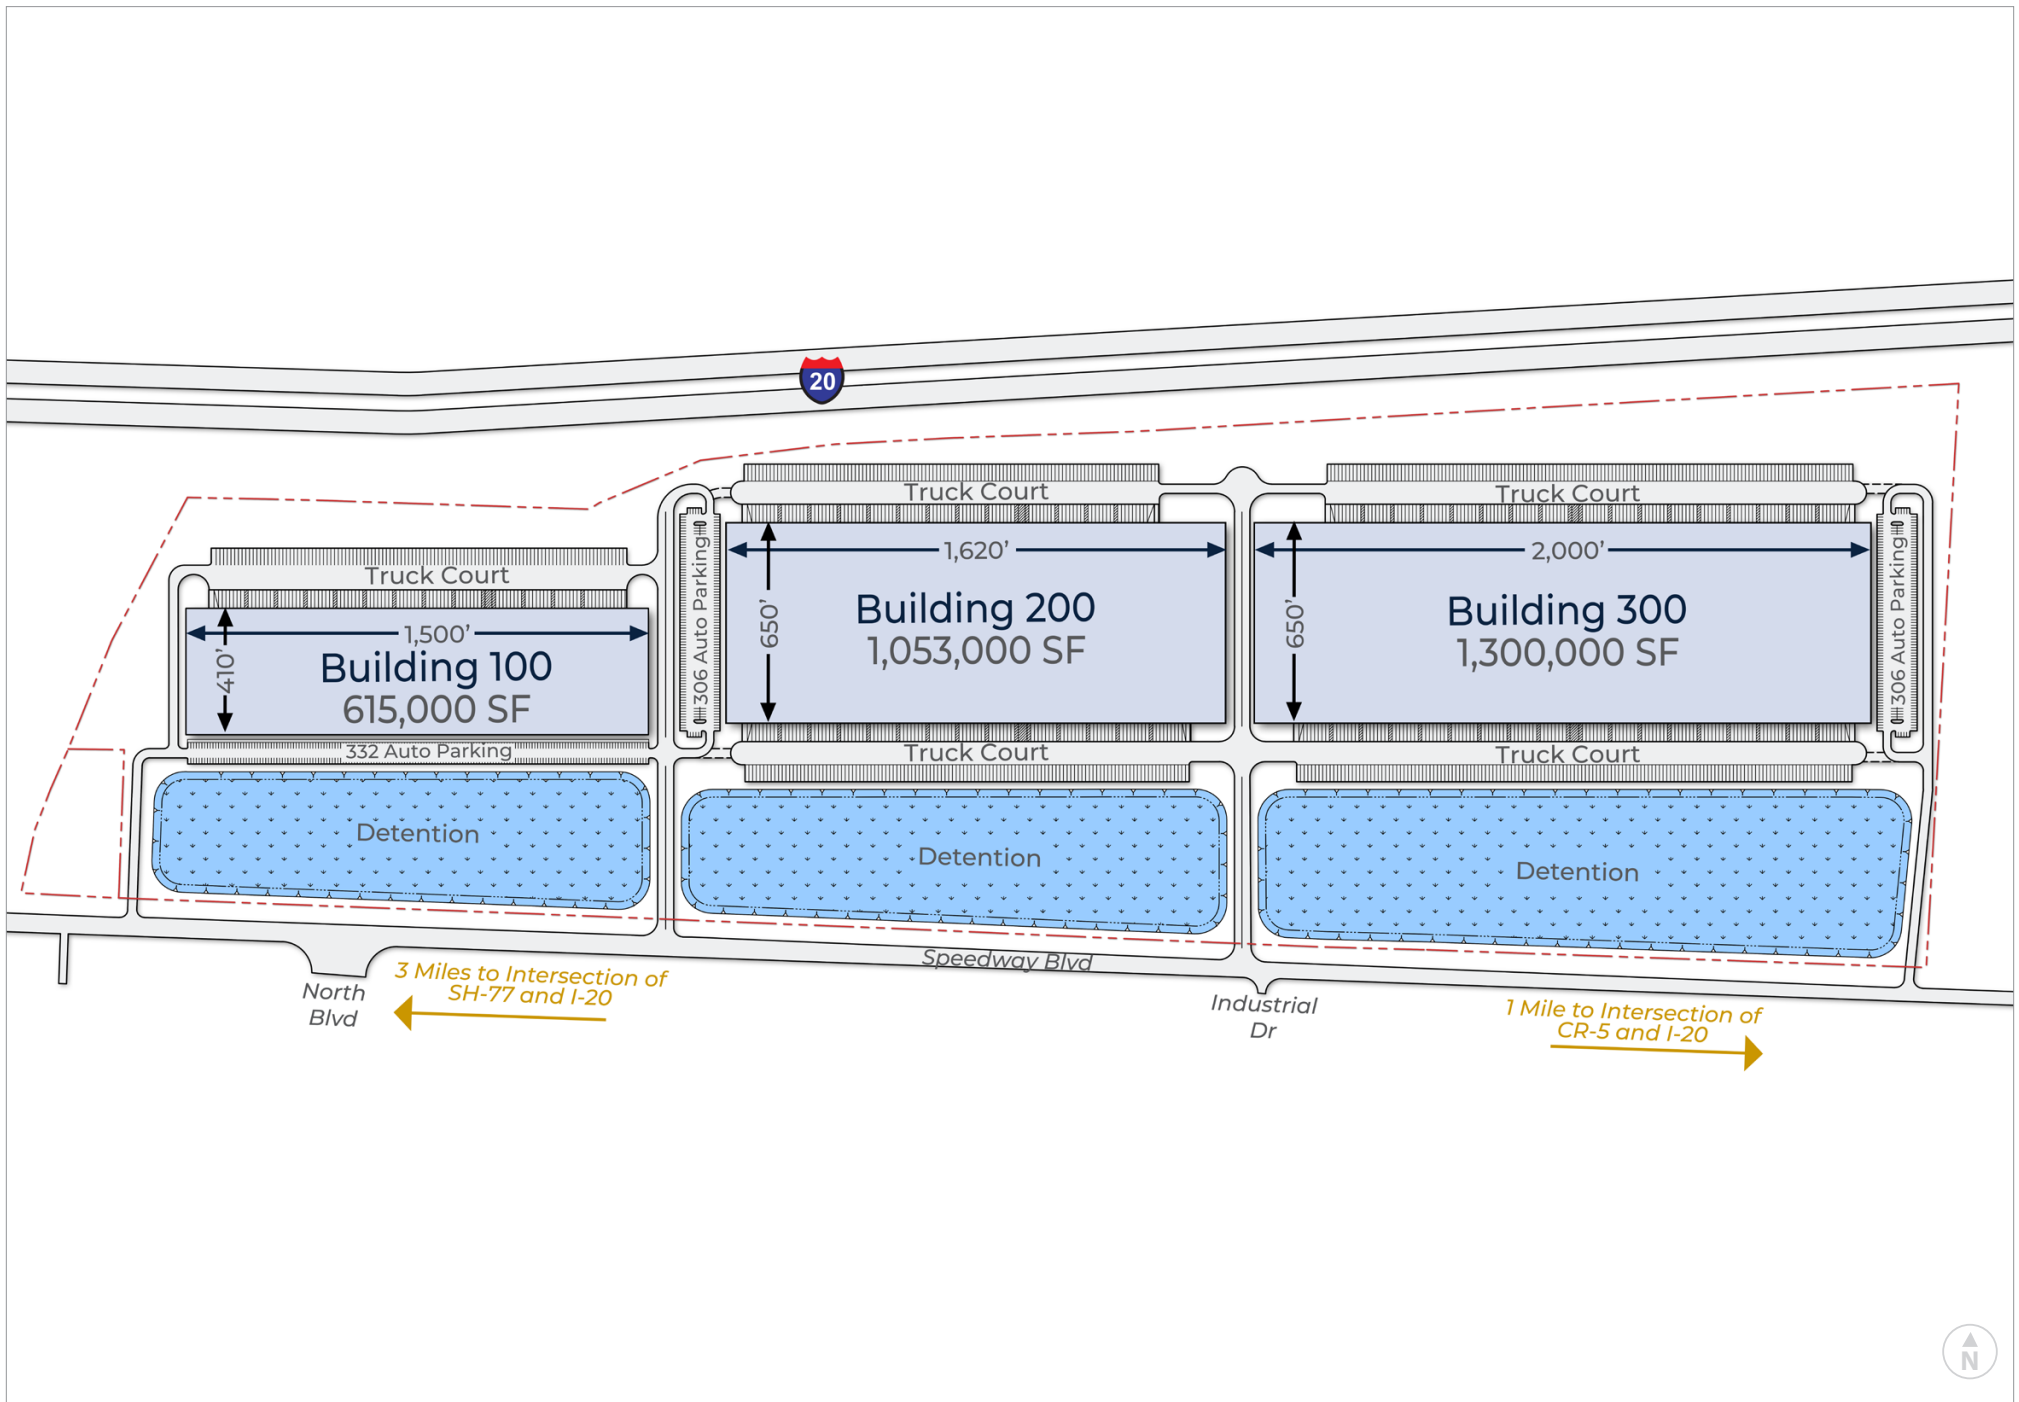 20
Truck Court
Truck Court
1,620’
2,000’
306 Auto Parking
650’
Building 200
1,053,000 SF
650’
Building 300
1,300,000 SF
306 Auto Parking
Truck Court
1,500’
410’
Building 100
615,000 SF
332 Auto Parking
Truck Court
Truck Court
Detention
Detention
Detention
Speedway Blvd
North
Blvd
3 Miles to Intersection of
SH-77 and I-20
Industrial
Dr
1 Mile to Intersection of
CR-5 and I-20
N